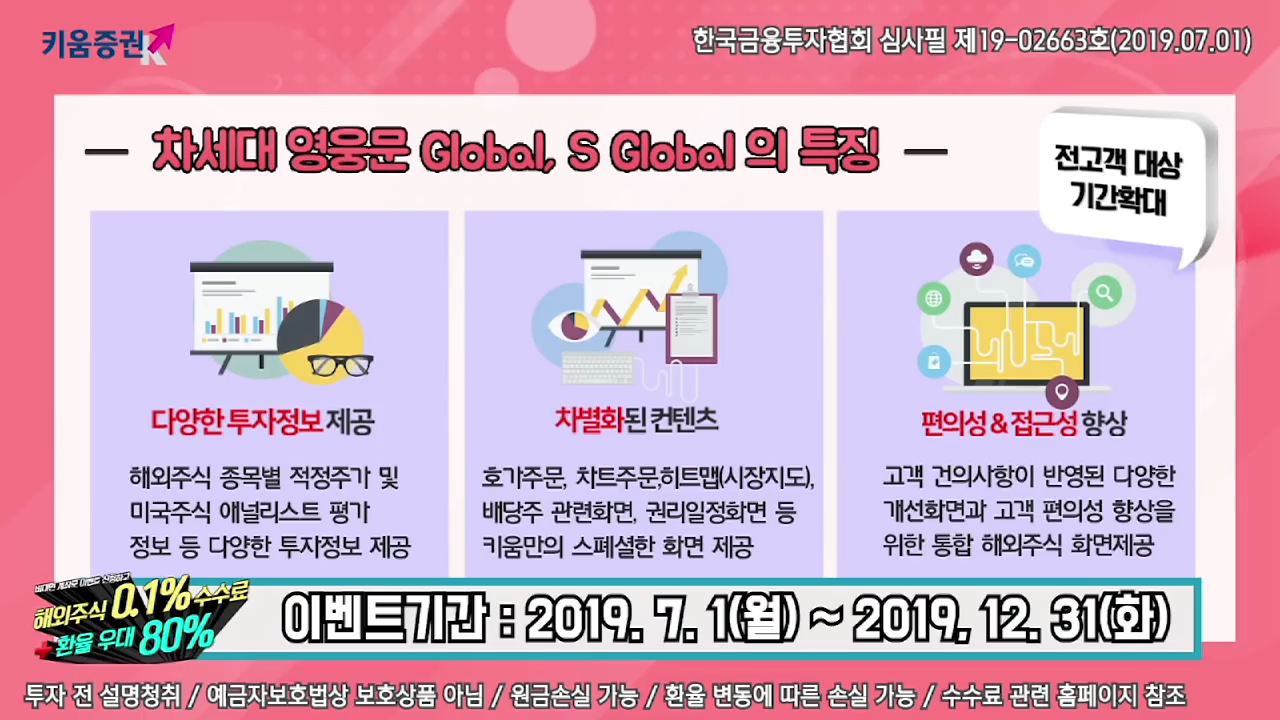 키움증권
한국금융투자협회 심사필 제19-02663호(2019.07.01)
차세대 영웅문 Global, S Global 의 특징
전고객 대상
기간확대
다양한 투자정보 제공
해외주식 종목별 적정주가 및
미국주식 애널리스트 평가
정보 등 다양한 투자정보 제공
차별화된 컨텐츠
호가주문, 차트주문,히트맵(시장지도),
배당주 관련화면, 권리일정화면 등
키움만의 스페셜한 화면 제공
편의성 & 접근성 향상
고객 건의사항이 반영된 다양한
개선화면과 고객 편의성 향상을
위한 통합 해외주식 화면제공
비대면 계좌로 이벤트 신청하고
해외주식 0.1% 수수료
+환율 우대 80%
이벤트기간 : 2019. 7. 1(월) ~ 2019, 12. 31(화)
투자 전 설명청취 / 예금자보호법상 보호상품 아님 / 원금손실 가능 / 환율 변동에 따른 손실 가능 / 수수료 관련 홈페이지 참조